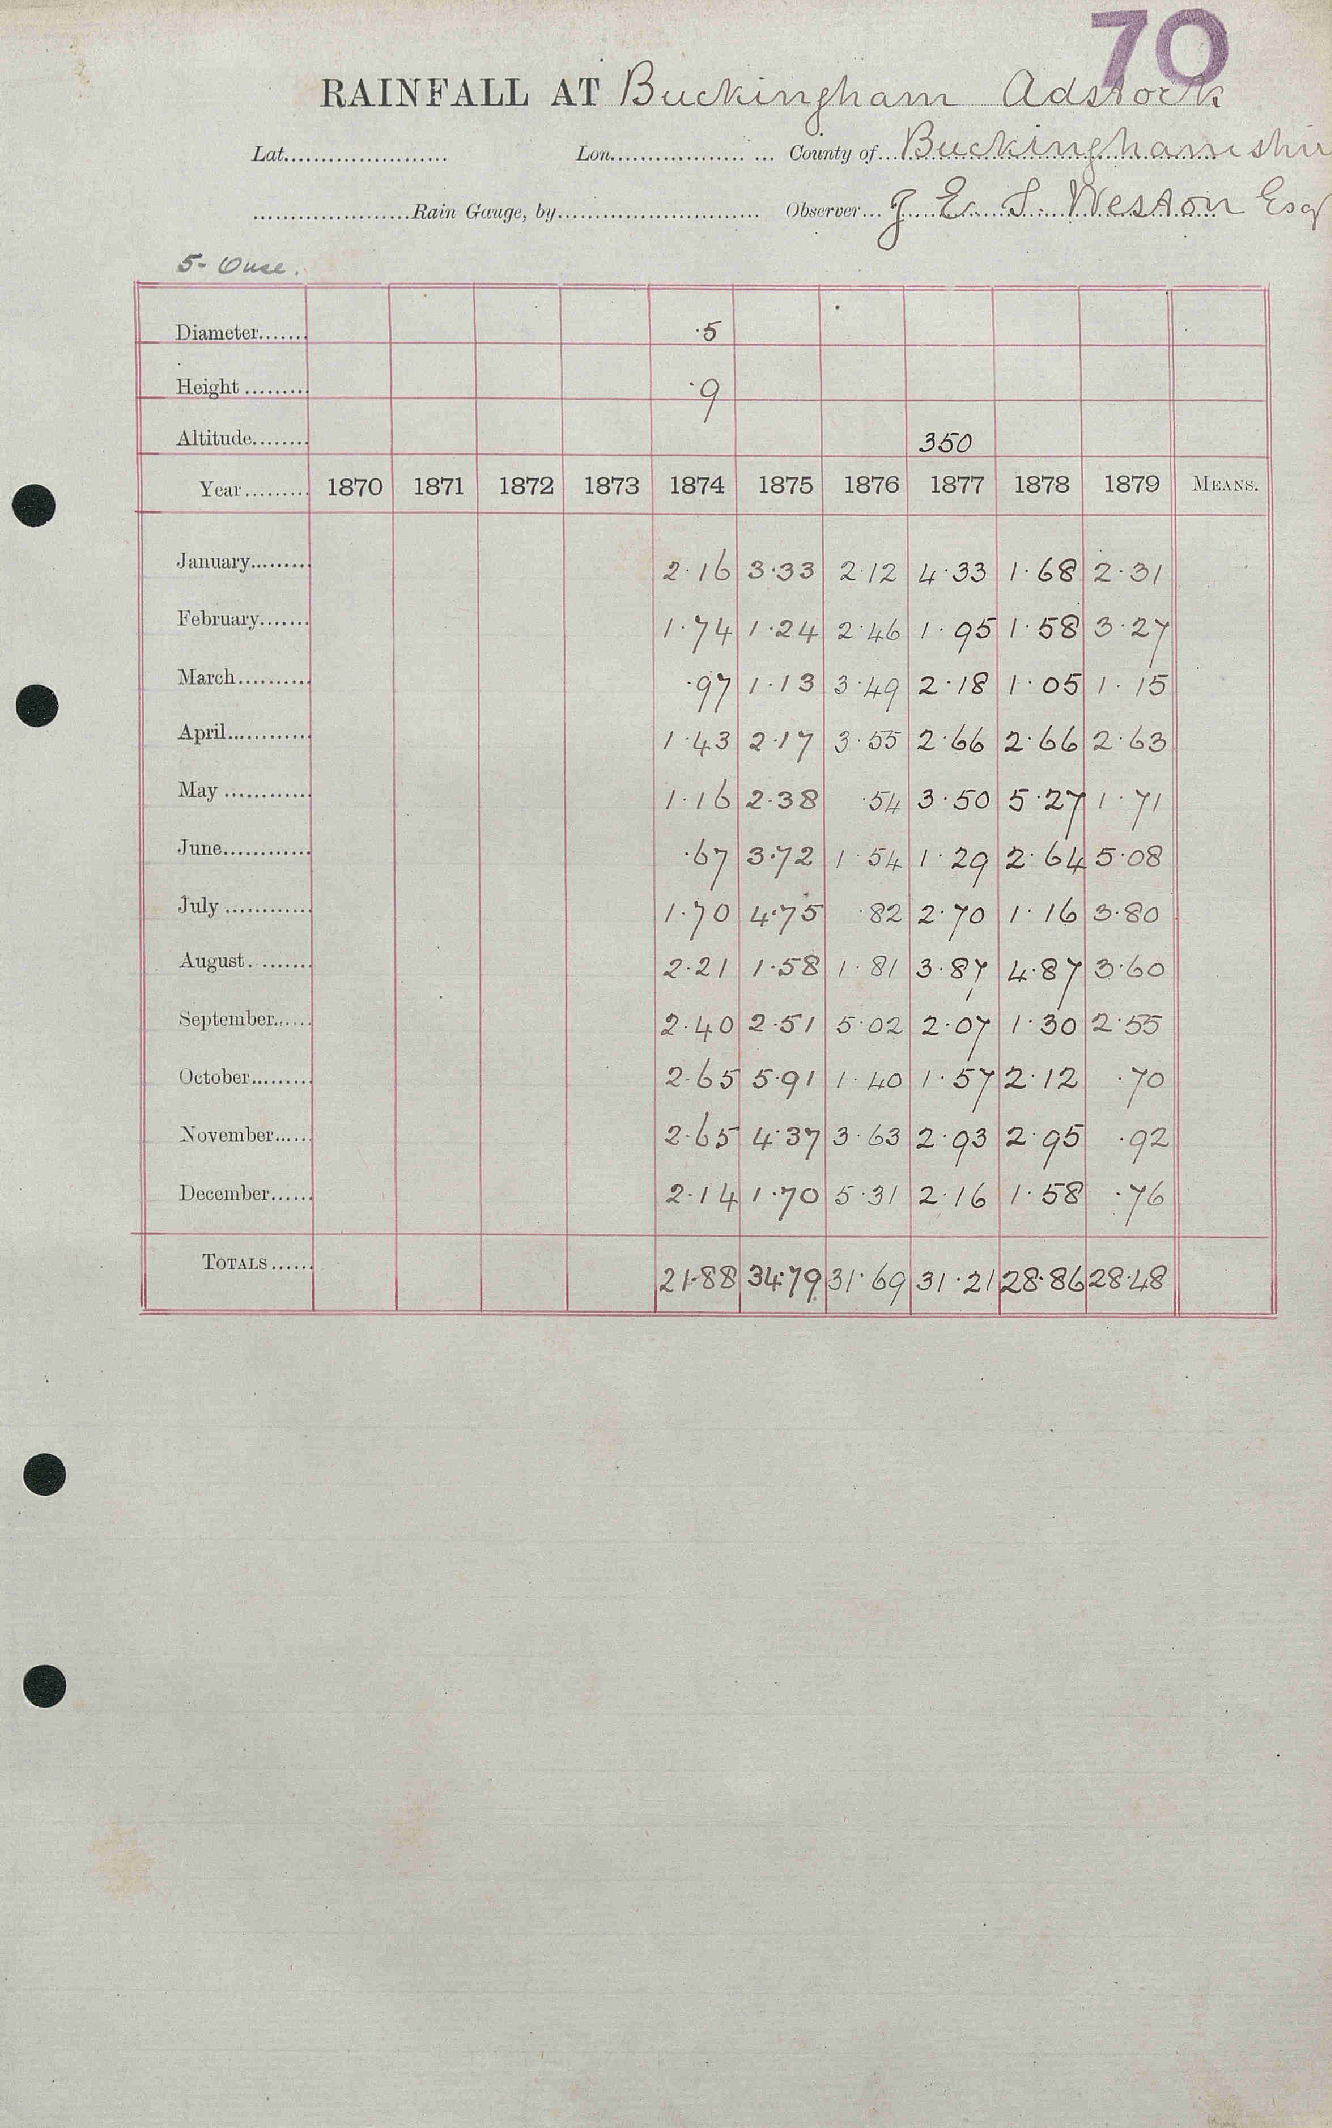 70
RAINFALL AT Buckingham Adstock
Lat....................... Lon..................... County of Buckinghamshir
.......................Rain Gauge, by............................. Observer... J E. S. Weston Esq
5- Ouse.
Diameter....... ·5
Height ......... ·9
Altitude........ 350
Year......... 1870 1871 1872 1873 1874 1875 1876 1877 1878 1879 MEANS.
January......... 2·16 3·33 2·12 4·33 1·68 2·31
February....... 1·74 1·24 2·46 1·95 1·58 3·27
March.......... ·97 1·13 3·49 2·18 1·05 1·15
April............ 1·43 2·17 3·55 2·66 2·66 2·63
May ............ 1·16 2·38 ·54 3·50 5·27 1·71
June............ ·67 3·72 1·54 1·29 2·64 5·08
July ............ 1·70 4·75 ·82 2·70 1·16 3·80
August......... 2·21 1·58 1·81 3·87 4·87 3·60
September...... 2·40 2·51 5·02 2·07 1·30 2·55
October......... 2·65 5·91 1·40 1·57 2·12 ·70
November...... 2·65 4·37 3·63 2·93 2·95 ·92
December...... 2·14 1·70 5·31 2·16 1·58 ·76
TOTALS...... 21·88 34·79 31·69 31·21 28·86 28·48